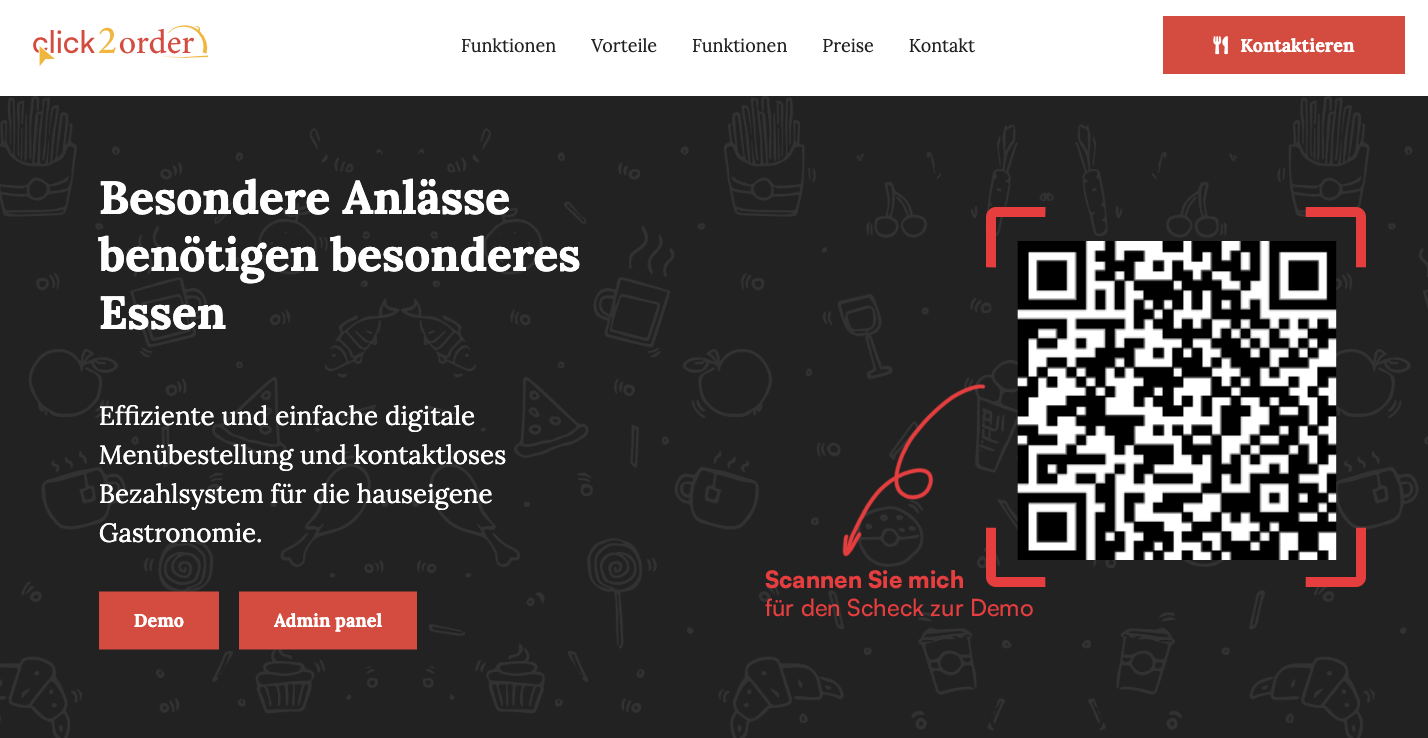 click2order
Funktionen
Vorteile
Funktionen
Preise
Kontakt
Kontaktieren
Besondere Anlässe
benötigen besonderes
Essen
Effiziente und einfache digitale
Menübestellung und kontaktloses
Bezahlsystem für die hauseigene
Gastronomie.
Demo
Admin panel
Scannen Sie mich
für den Scheck zur Demo